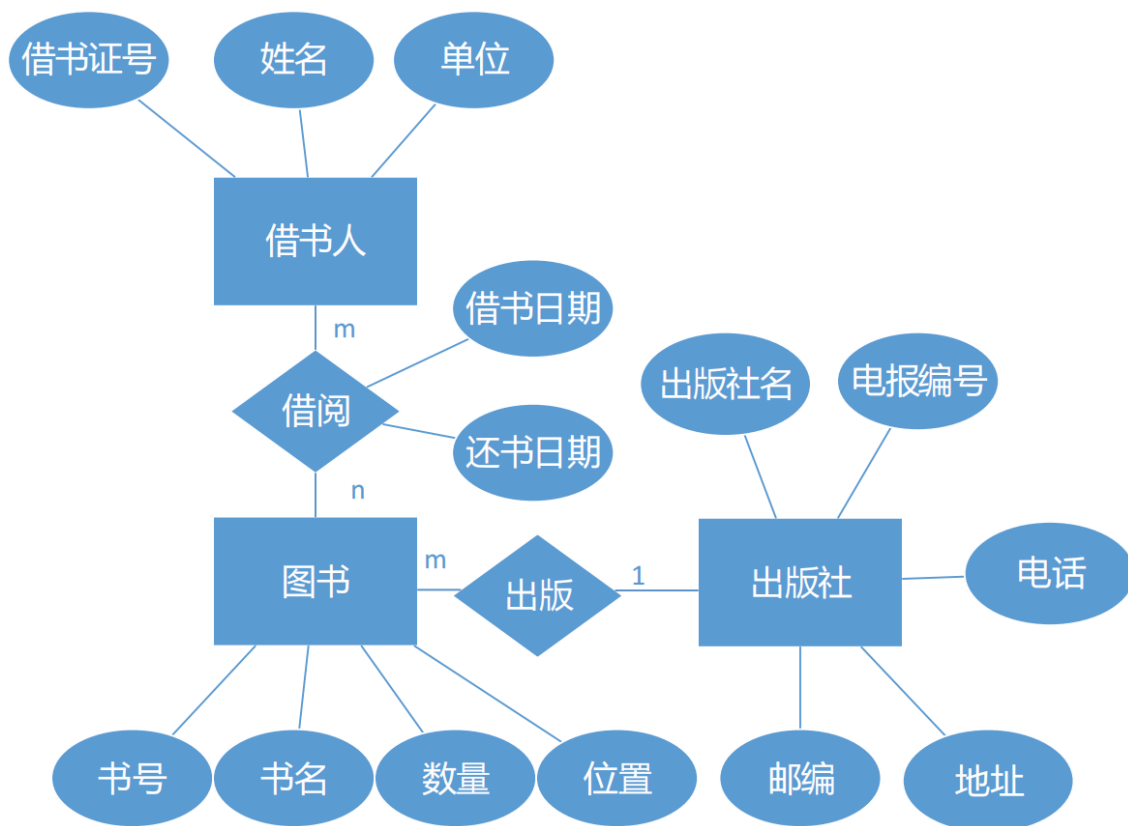 借书证号
姓名
单位
借书人
m
借书日期
借阅
还书日期
n
出版社名
电报编号
图书
m
出版
1
出版社
电话
书号
书名
数量
位置
邮编
地址